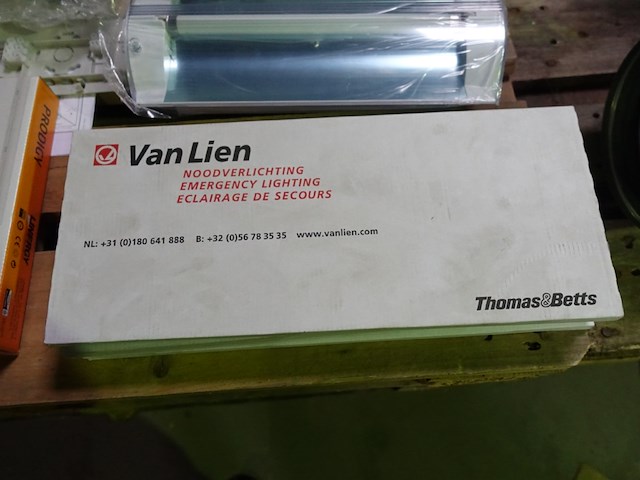 Van Lien
NOODVERLICHTING
EMERGENCY LIGHTING
ECLAIRAGE DE SECOURS
NL: +31 (0)180 641 888 B: +32 (0)56 78 35 35 www.vanlien.com
Thomas&Betts
PRODIGY